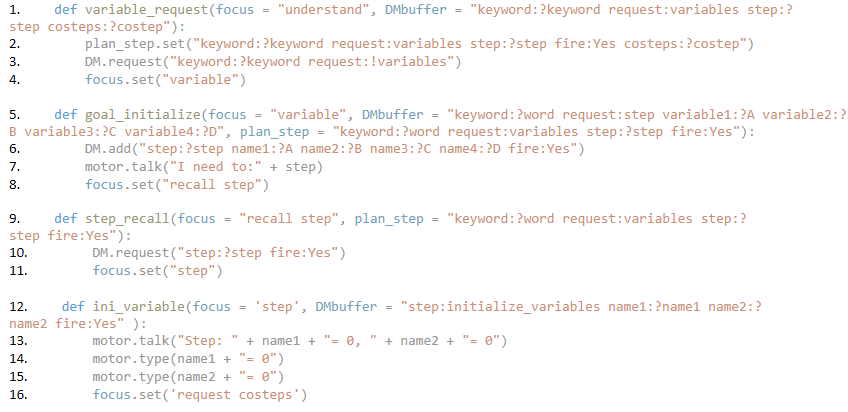 1. def variable_request(focus = "understand", DMbuffer = "keyword:?keyword request:variables step:?
step costeps:?costep"):
2. plan_step.set("keyword:?keyword request:variables step:?step fire:Yes costeps:?costep")
3. DM.request("keyword:?keyword request:!variables")
4. focus.set("variable")
5. def goal_initialize(focus = "variable", DMbuffer = "keyword:?word request:step variable1:?A variable2:?
B variable3:?C variable4:?D", plan_step = "keyword:?word request:variables step:?step fire:Yes"):
6. DM.add("step:?step name1:?A name2:?B name3:?C name4:?D fire:Yes")
7. motor.talk("I need to:" + step)
8. focus.set("recall step")
9. def step_recall(focus = "recall step", plan_step = "keyword:?word request:variables step:?
step fire:Yes"):
10. DM.request("step:?step fire:Yes")
11. focus.set("step")
12. def ini_variable(focus = 'step', DMbuffer = "step:initialize_variables name1:?name1 name2:?
name2 fire:Yes" ):
13. motor.talk("Step: " + name1 + "= 0, " + name2 + "= 0")
14. motor.type(name1 + "= 0")
15. motor.type(name2 + "= 0")
16. focus.set('request costeps')